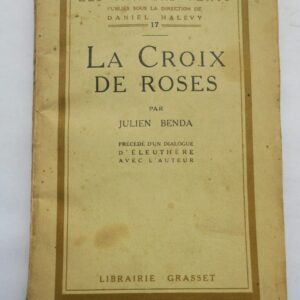 PUBLIÉS SOUS LA DIRECTION DE
DANIEL HALÉVY
17
LA CROIX
DE ROSES
PAR
JULIEN BENDA
PRÉCÉDÉ D'UN DIALOGUE
D'ÉLEUTHÈRE
AVEC L'AUTEUR
LIBRAIRIE GRASSET